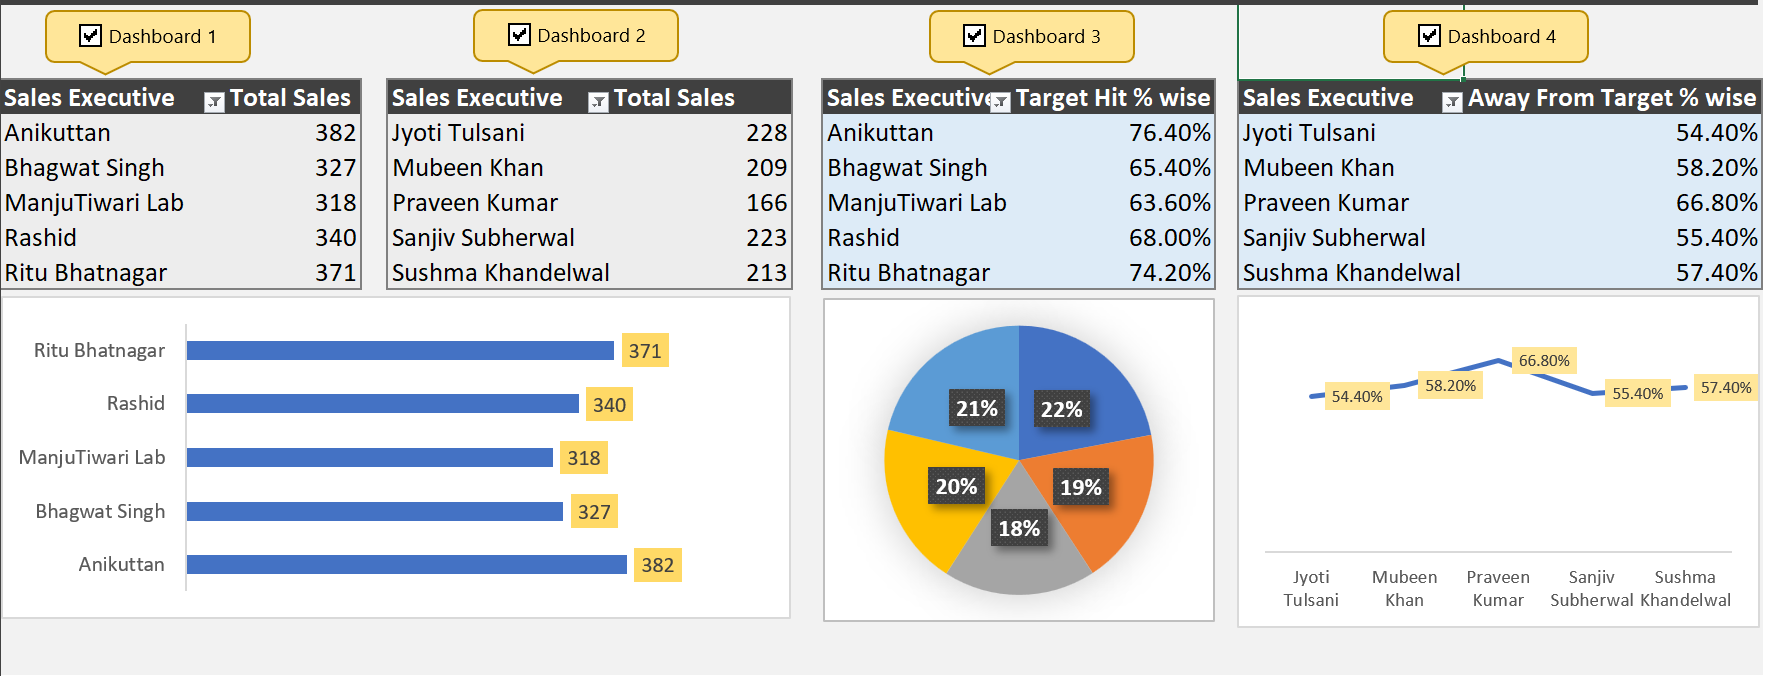 Dashboard 1
Dashboard 2
Dashboard 3
Dashboard 4
Sales Executive Total Sales
Anikuttan 382
Bhagwat Singh 327
ManjuTiwari Lab 318
Rashid 340
Ritu Bhatnagar 371
Sales Executive Total Sales
Jyoti Tulsani 228
Mubeen Khan 209
Praveen Kumar 166
Sanjiv Subherwal 223
Sushma Khandelwal 213
Sales Executive Target Hit % wise
Anikuttan 76.40%
Bhagwat Singh 65.40%
ManjuTiwari Lab 63.60%
Rashid 68.00%
Ritu Bhatnagar 74.20%
Sales Executive Away From Target % wise
Jyoti Tulsani 54.40%
Mubeen Khan 58.20%
Praveen Kumar 66.80%
Sanjiv Subherwal 55.40%
Sushma Khandelwal 57.40%
Ritu Bhatnagar 371
Rashid 340
ManjuTiwari Lab 318
Bhagwat Singh 327
Anikuttan 382
21% 22%
20% 19%
18%
54.40% 58.20% 66.80% 55.40% 57.40%
Jyoti Mubeen Praveen Sanjiv Sushma
Tulsani Khan Kumar Subherwal Khandelwal